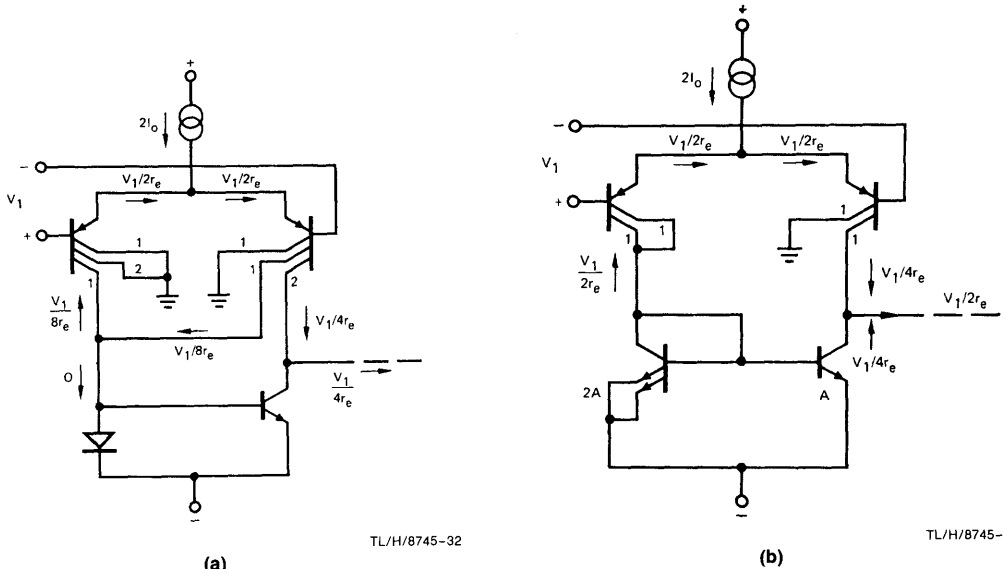 +
2I₀
−
V₁/2rₑ
V₁/2rₑ
V₁
+
1
2
1
1
1
2
V₁/8rₑ
V₁/8rₑ
V₁/4rₑ
0
V₁/4rₑ
−
TL/H/8745-32
(a)
+
2I₀
−
V₁/2rₑ
V₁/2rₑ
V₁
+
1
1
1
1
V₁/2rₑ
V₁/4rₑ
V₁/2rₑ
V₁/4rₑ
2A
A
−
TL/H/8745-
(b)